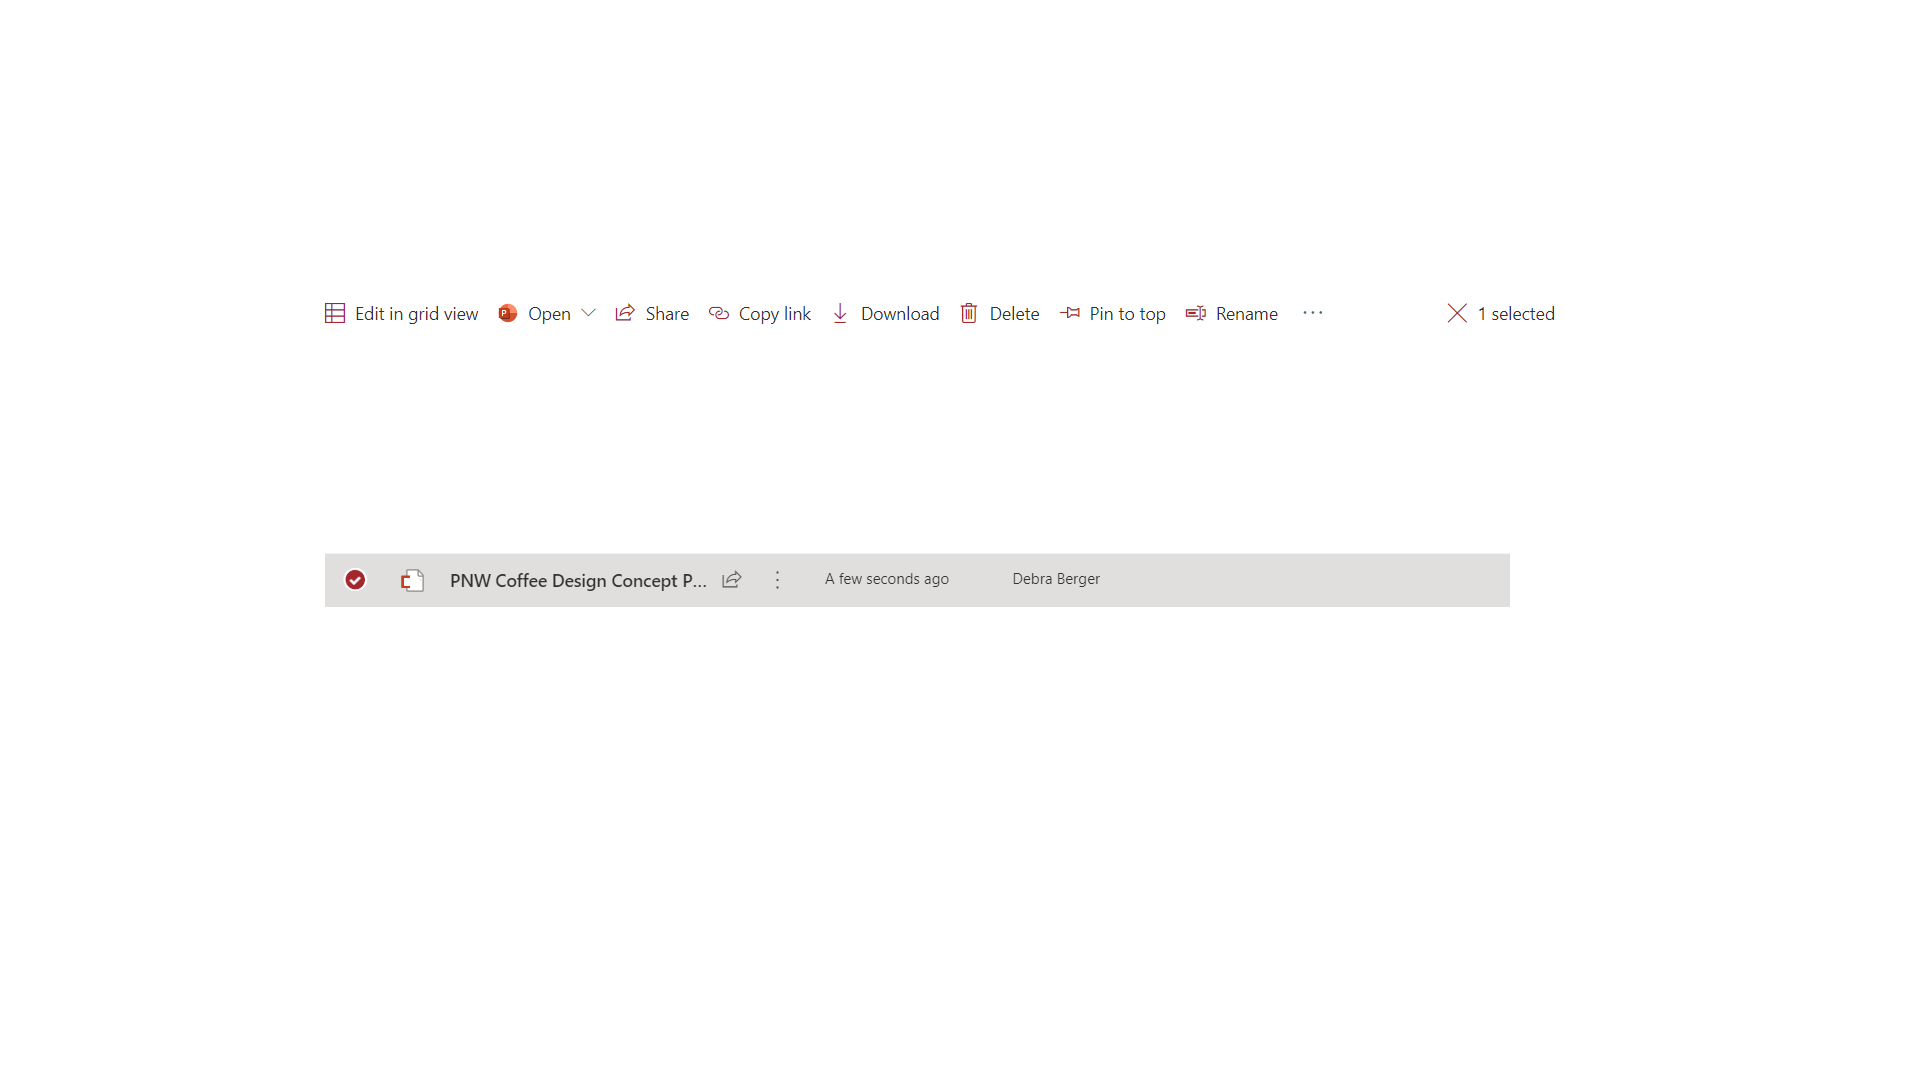 Edit in grid view Open Share Copy link Download Delete Pin to top Rename ... 1 selected
PNW Coffee Design Concept P... A few seconds ago Debra Berger